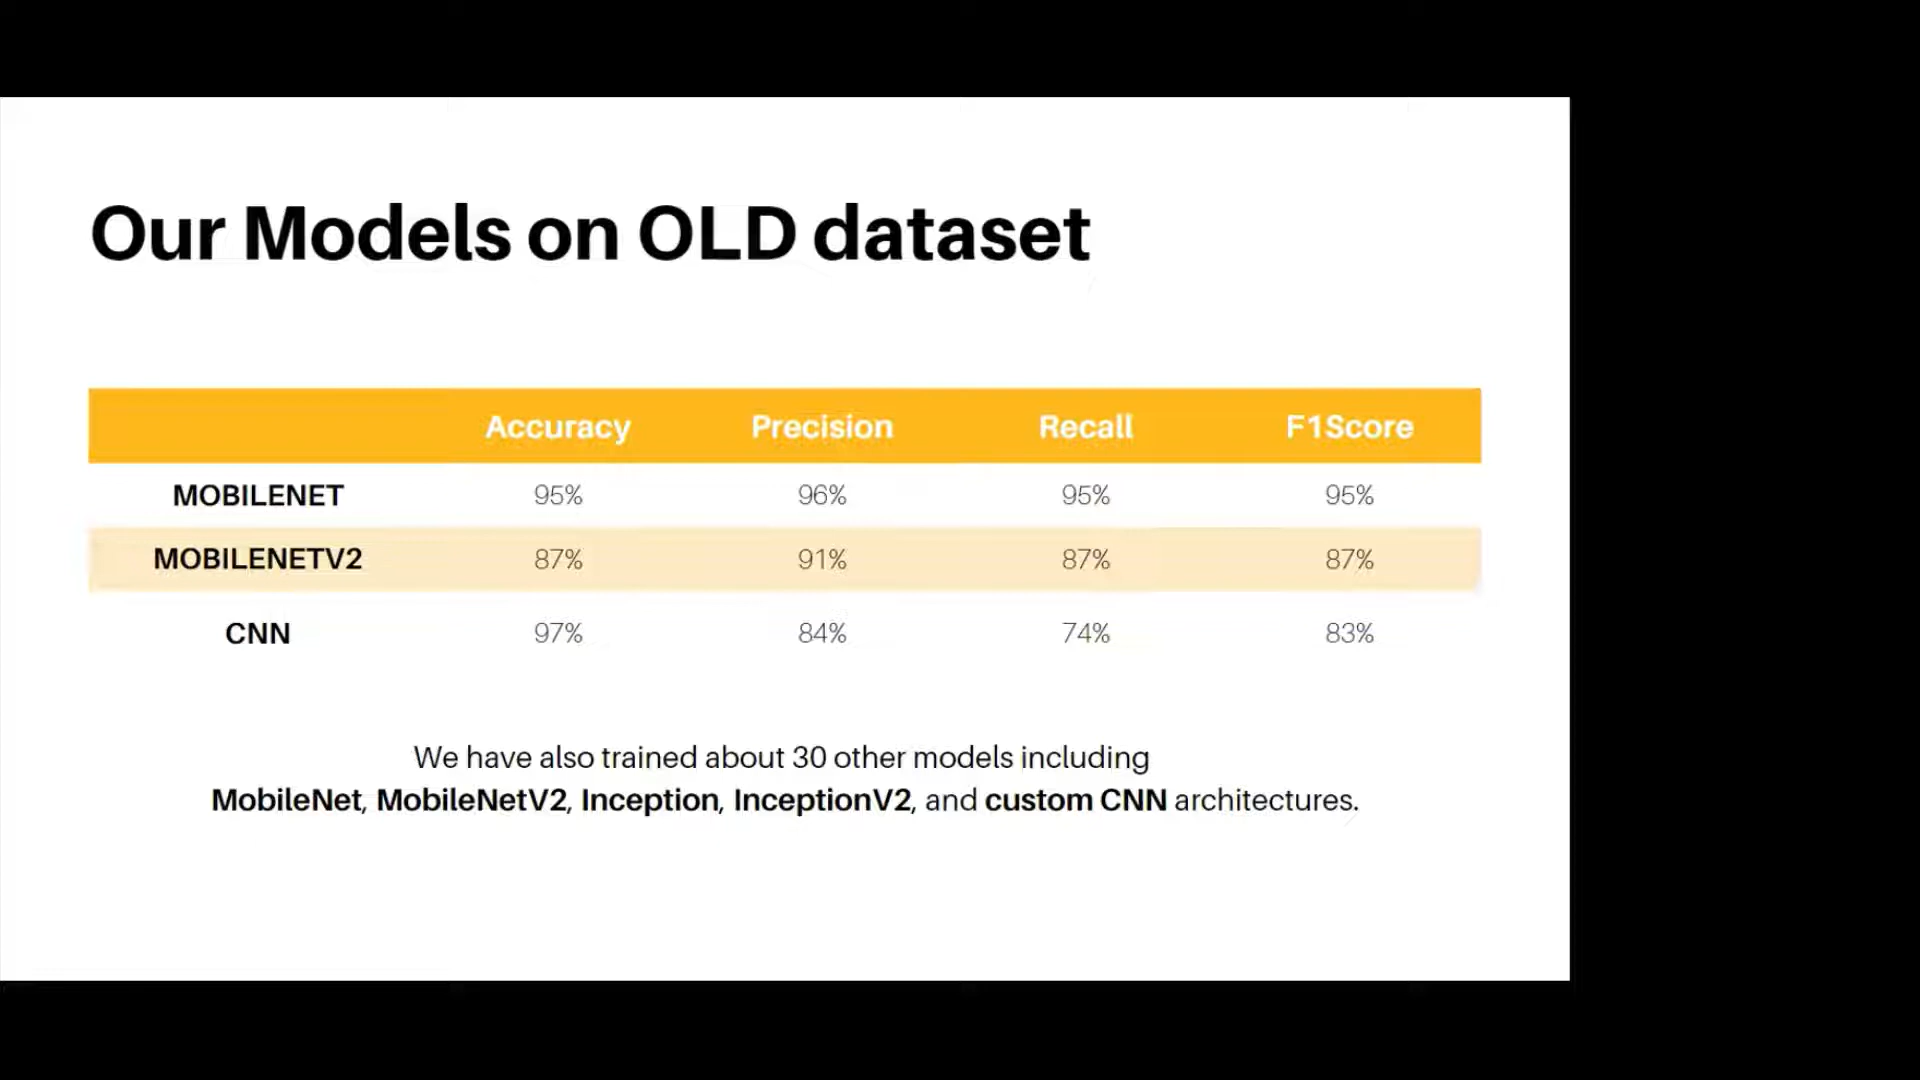 Our Models on OLD dataset
Accuracy Precision Recall F1Score
MOBILENET 95% 96% 95% 95%
MOBILENETV2 87% 91% 87% 87%
CNN 97% 84% 74% 83%
We have also trained about 30 other models including
MobileNet, MobileNetV2, Inception, InceptionV2, and custom CNN architectures.